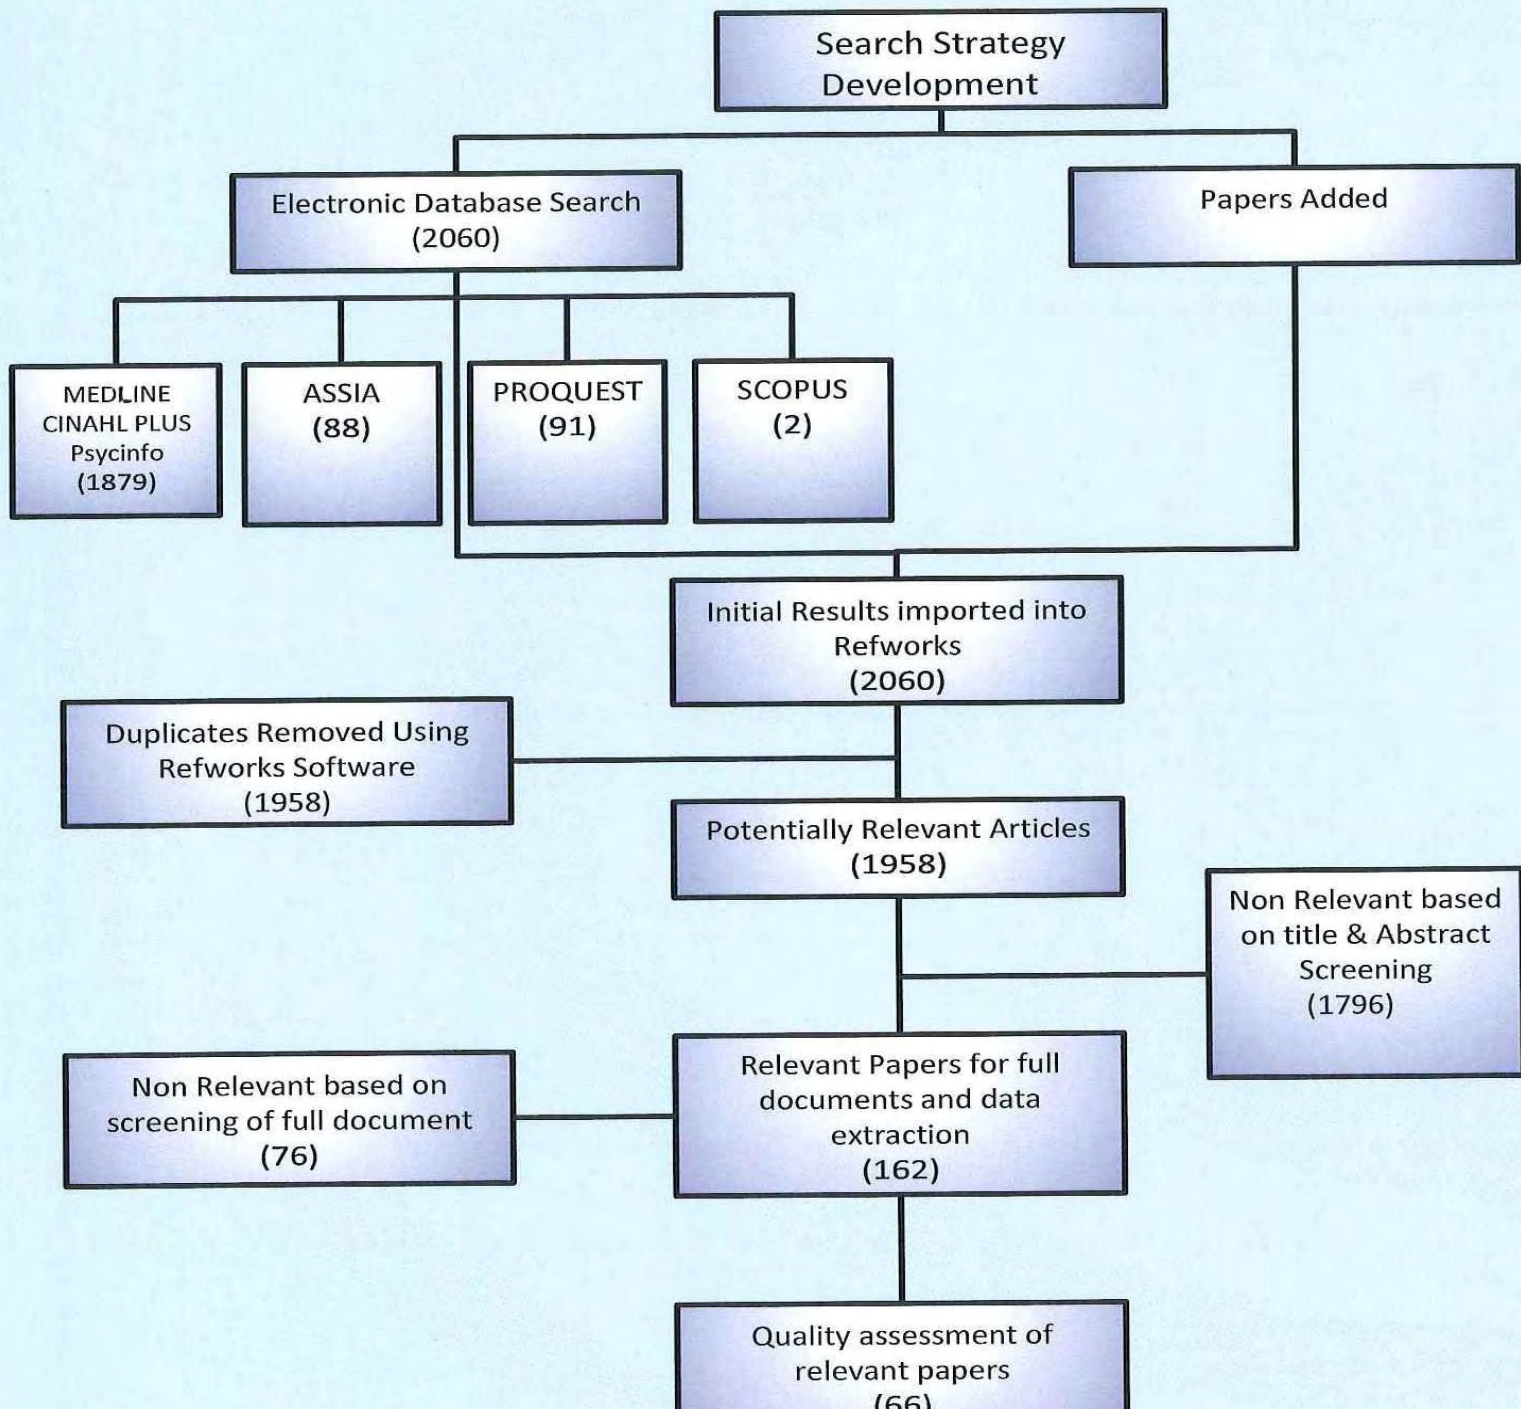 Search Strategy
Development
Electronic Database Search
(2060)
Papers Added
MEDLINE
CINAHL PLUS
Psycinfo
(1879)
ASSIA
(88)
PROQUEST
(91)
SCOPUS
(2)
Initial Results imported into
Refworks
(2060)
Duplicates Removed Using
Refworks Software
(1958)
Potentially Relevant Articles
(1958)
Non Relevant based
on title & Abstract
Screening
(1796)
Relevant Papers for full
documents and data
extraction
(162)
Non Relevant based on
screening of full document
(76)
Quality assessment of
relevant papers
(66)